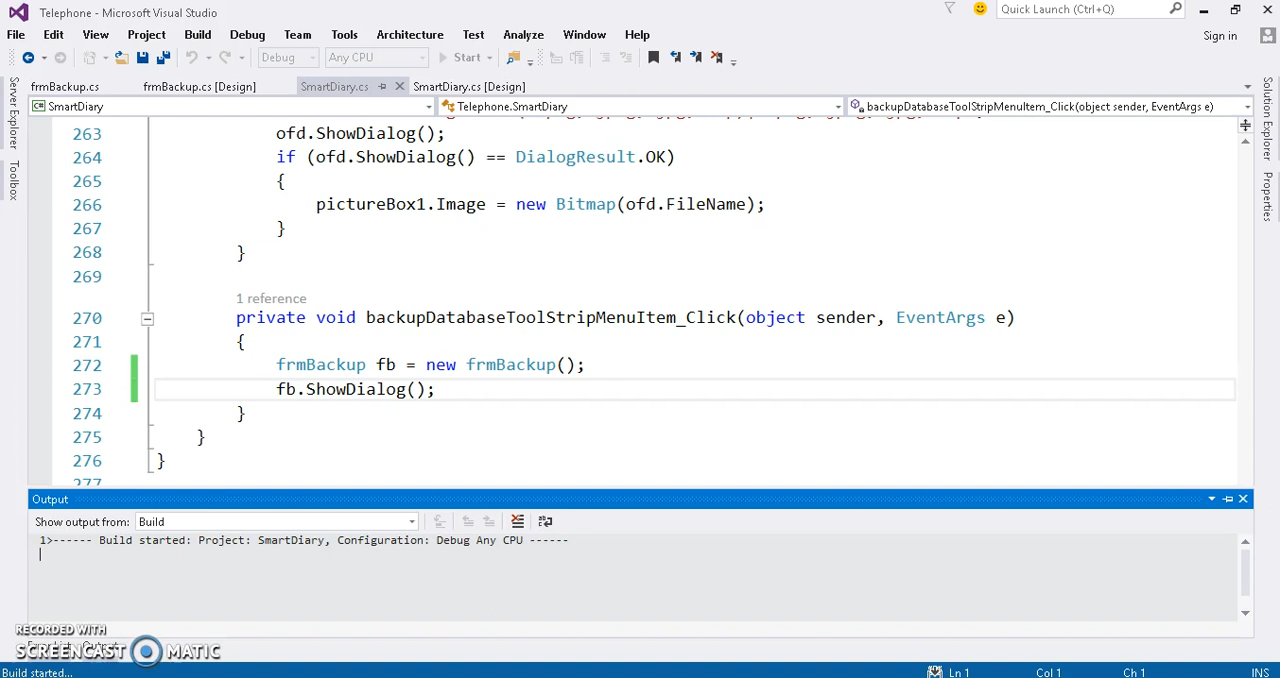 Telephone - Microsoft Visual Studio
Quick Launch (Ctrl+Q)
File Edit View Project Build Debug Team Tools Architecture Test Analyze Window Help
Sign in
Debug Any CPU Start
frmBackup.cs frmBackup.cs [Design] SmartDiary.cs SmartDiary.cs [Design]
SmartDiary Telephone.SmartDiary backupDatabaseToolStripMenuItem_Click(object sender, EventArgs e)
Server Explorer
Toolbox
Solution Explorer
Properties
263 ofd.ShowDialog();
264 if (ofd.ShowDialog() == DialogResult.OK)
265 {
266 pictureBox1.Image = new Bitmap(ofd.FileName);
267 }
268 }
269
1 reference
270 private void backupDatabaseToolStripMenuItem_Click(object sender, EventArgs e)
271 {
272 frmBackup fb = new frmBackup();
273 fb.ShowDialog();
274 }
275 }
276 }
277
Output
Show output from: Build
1>------ Build started: Project: SmartDiary, Configuration: Debug Any CPU ------
RECORDED WITH
SCREENCAST MATIC
Build started... Ln 1 Col 1 Ch 1 INS